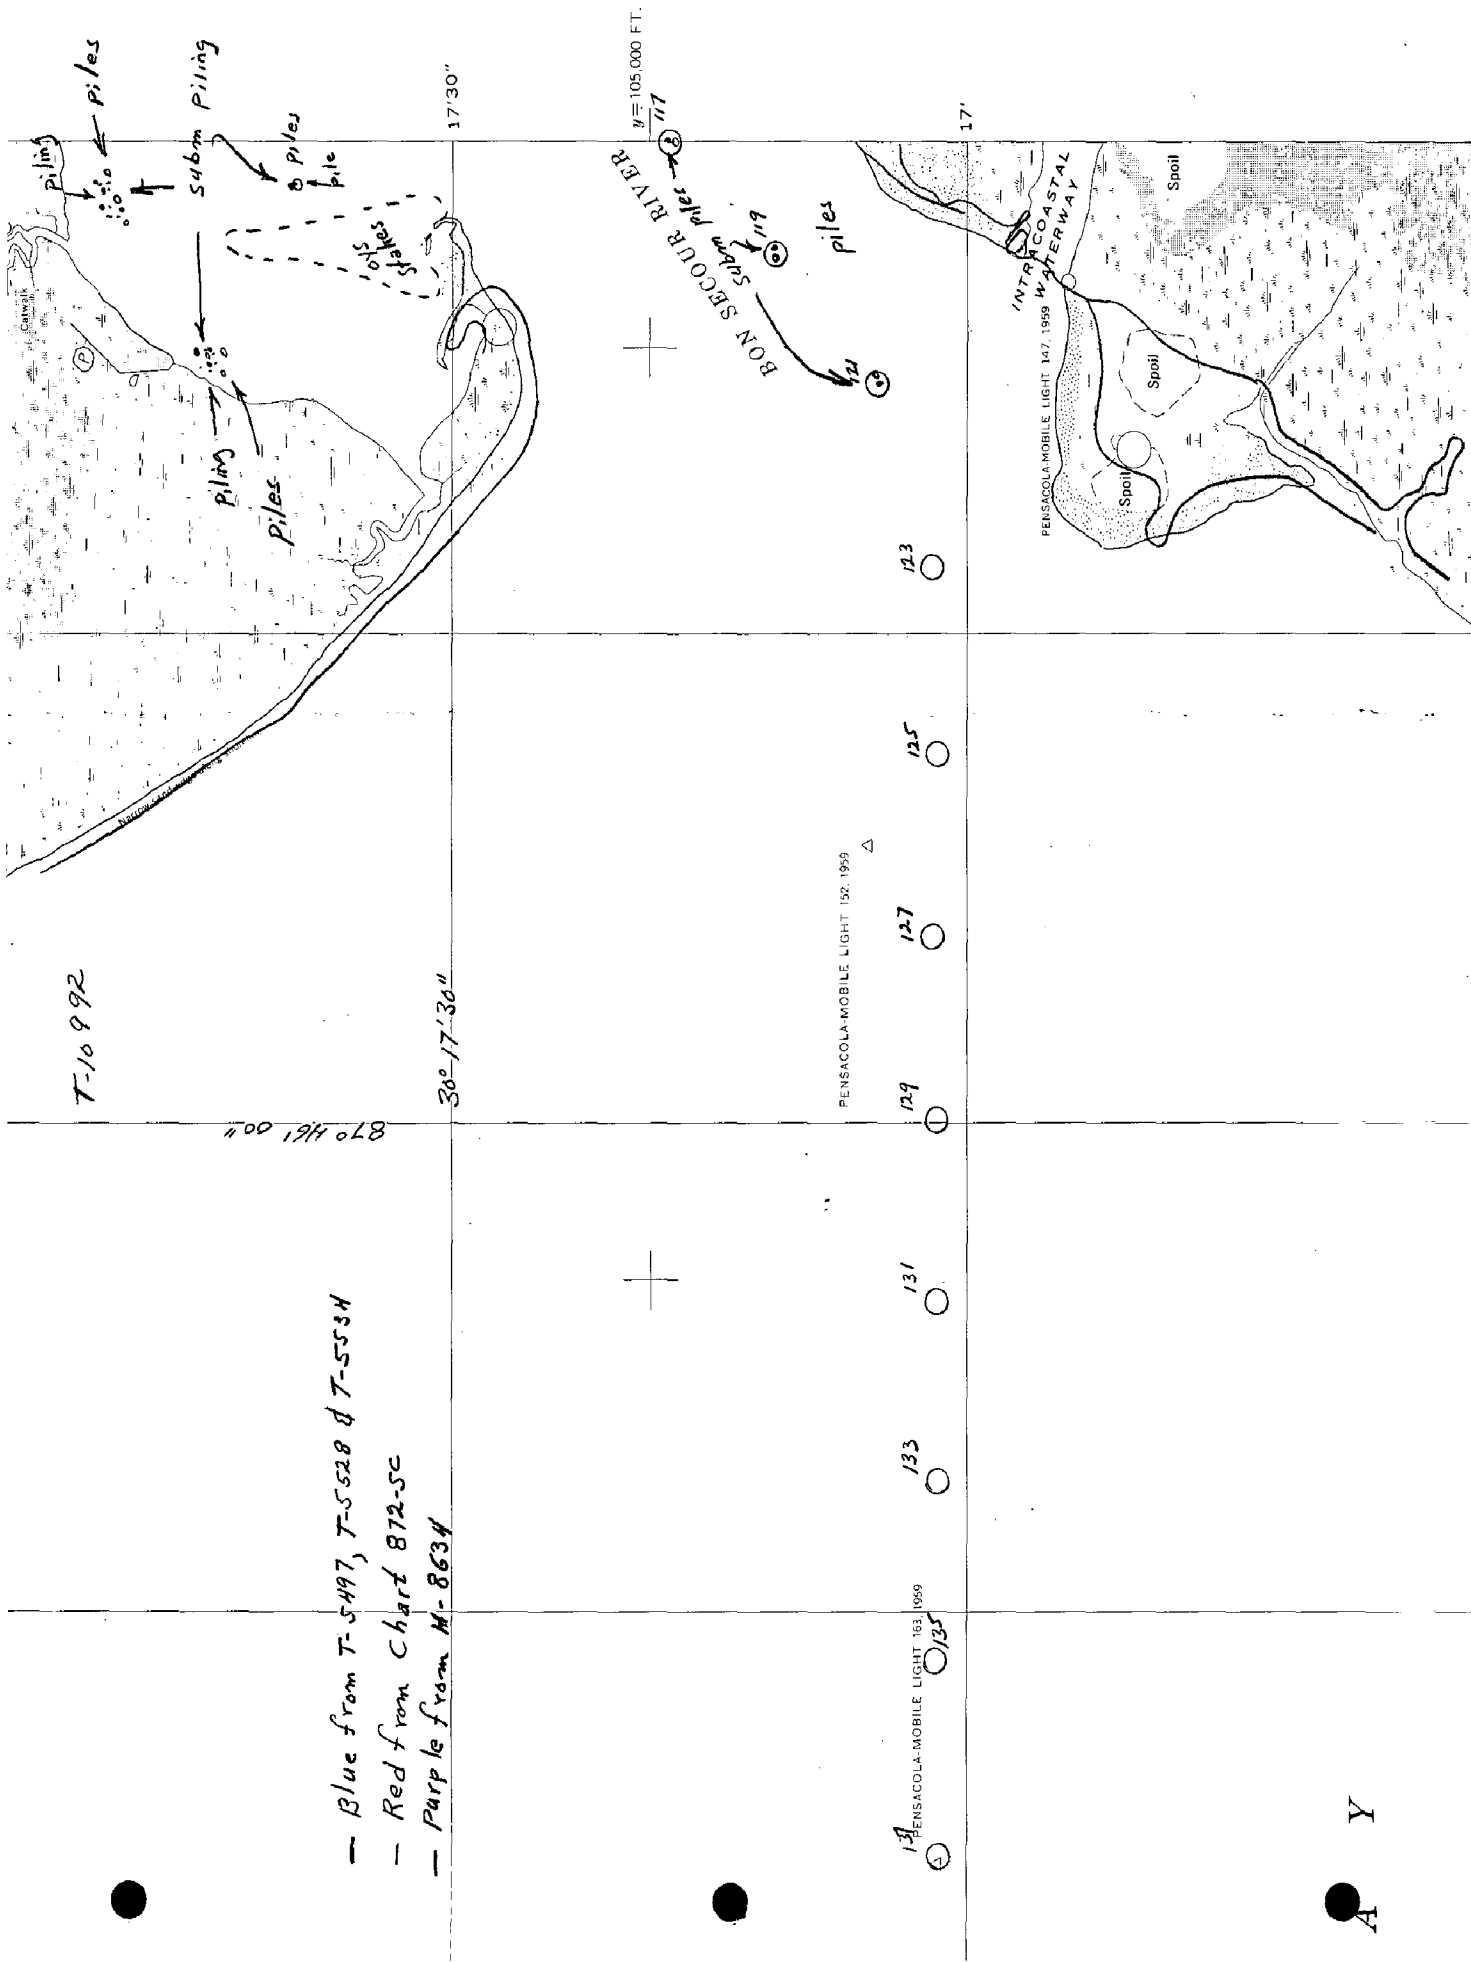 T-10992
87° 46' 00"
30°-17'30"
— Blue from T-5497, T-5528 & T-5534
— Red from Chart 872-5C
— Purple from H-8634
Piling
Piles
Subm Piling
Piles
Pile
Catwalk
P
Piling
Piles
oys
stakes
17'30"
y=105,000 FT.
117
BON SECOUR RIVER
Subm piles
119
121
piles
17'
INTRACOASTAL
WATERWAY
Spoil
Spoil
Spoil
PENSACOLA-MOBILE LIGHT 147, 1959
123
125
PENSACOLA-MOBILE LIGHT 152, 1959
127
129
131
133
135
PENSACOLA-MOBILE LIGHT 163, 1959
137
A Y